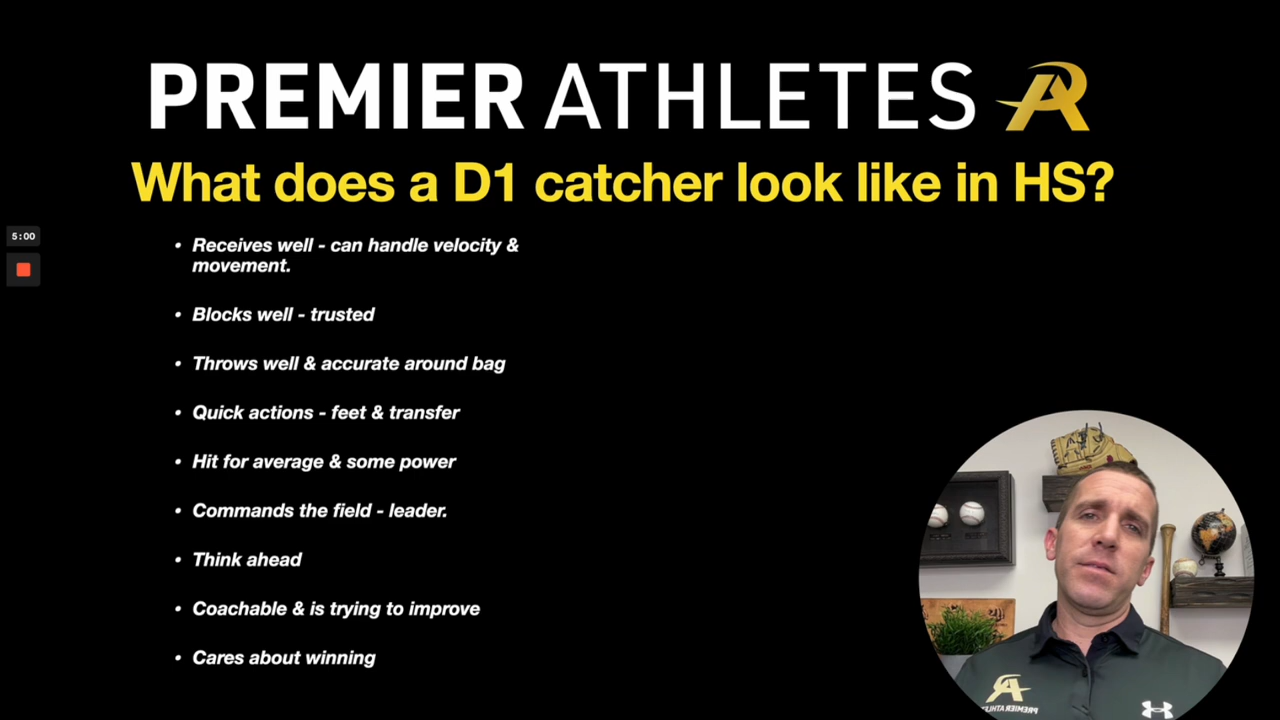 PREMIER ATHLETES
What does a D1 catcher look like in HS?
5:00
• Receives well - can handle velocity &
movement.
• Blocks well - trusted
• Throws well & accurate around bag
• Quick actions - feet & transfer
• Hit for average & some power
• Commands the field - leader.
• Think ahead
• Coachable & is trying to improve
• Cares about winning